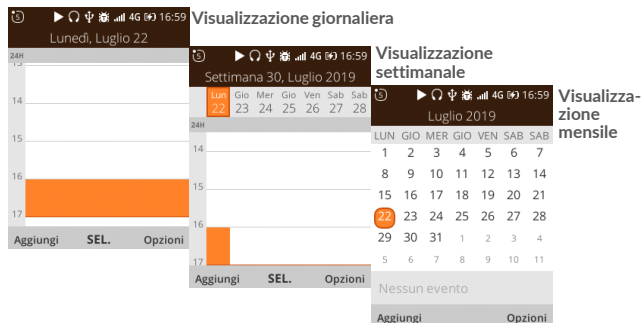 16:59
Visualizzazione giornaliera
Lunedì, Luglio 22
24H
13
14
15
16
17
Aggiungi SEL. Opzioni
4G 16:59
Visualizzazione settimanale
Settimana 30, Luglio 2019
Lun Gio Mer Gio Ven Sab Sab
22 23 24 25 26 27 28
24H
14
15
16
17
Aggiungi SEL. Opzioni
4G 16:59
Visualizza-
zione
mensile
Luglio 2019
LUN GIO MER GIO VEN SAB SAB
1 2 3 4 5 6 7
8 9 10 11 12 13 14
15 16 17 18 19 20 21
22 23 24 25 26 27 28
29 30 31 1 2 3 4
5 6 7 8 9 10 11
Nessun evento
Aggiungi Opzioni